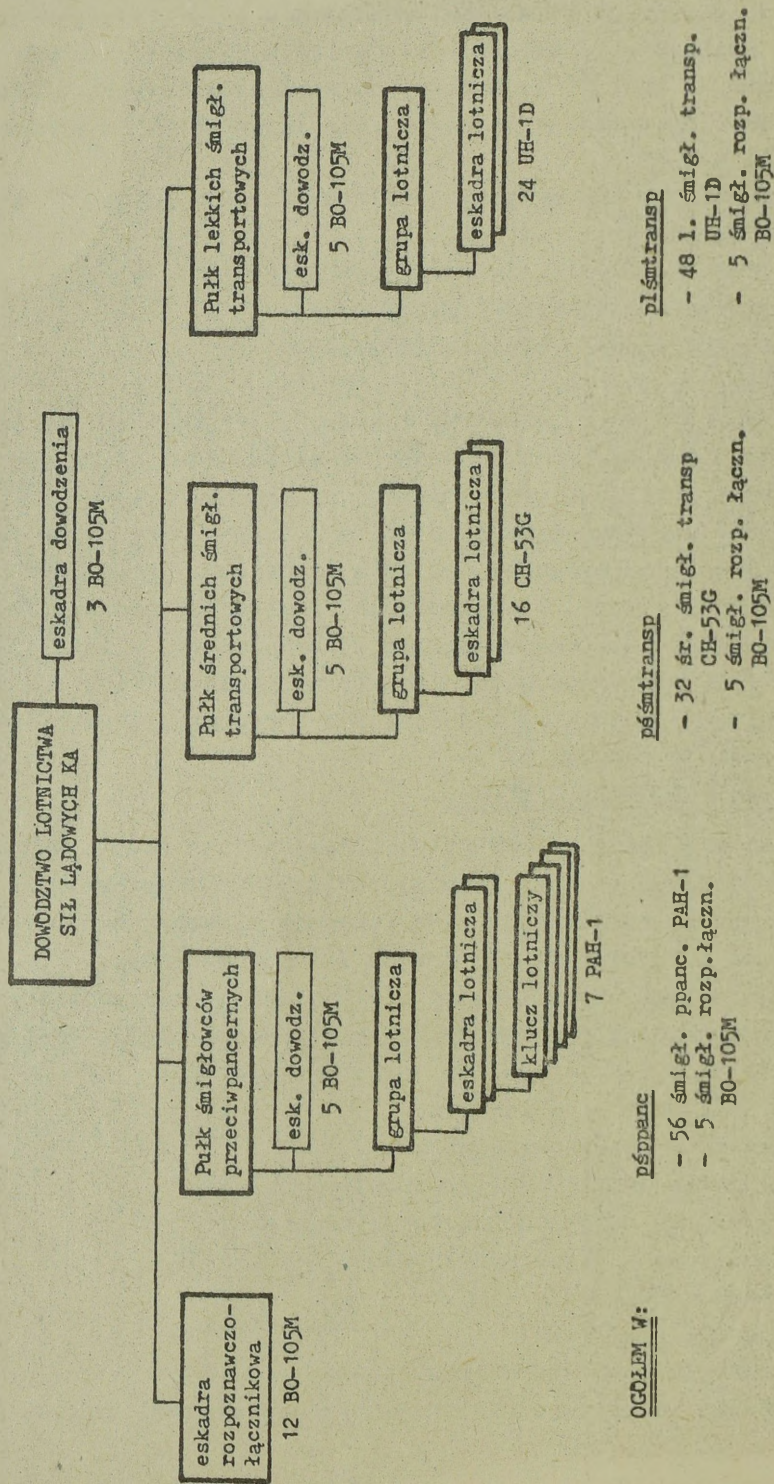 DOWÓDZTWO LOTNICTWA
SIŁ LĄDOWYCH KA
eskadra dowodzenia
3 BO-105M
eskadra
rozpoznawczo-
łącznikowa
12 BO-105M
Pułk śmigłowców
przeciwpancernych
esk. dowodz.
5 BO-105M
grupa lotnicza
eskadra lotnicza
klucz lotniczy
7 PAH-1
Pułk średnich śmigł.
transportowych
esk. dowodz.
5 BO-105M
grupa lotnicza
eskadra lotnicza
16 CH-53G
Pułk lekkich śmigł.
transportowych
esk. dowodz.
5 BO-105M
grupa lotnicza
eskadra lotnicza
24 UH-1D
OGÓŁEM W:
pśppanc
- 56 śmigł. ppanc. PAH-1
- 5 śmigł. rozp.łączn.
BO-105M
pśśmtransp
- 32 śr. śmigł. transp
CH-53G
- 5 śmigł. rozp. łączn.
BO-105M
plśmtransp
- 48 l. śmigł. transp.
UH-1D
- 5 śmigł. rozp. łączn.
BO-105M